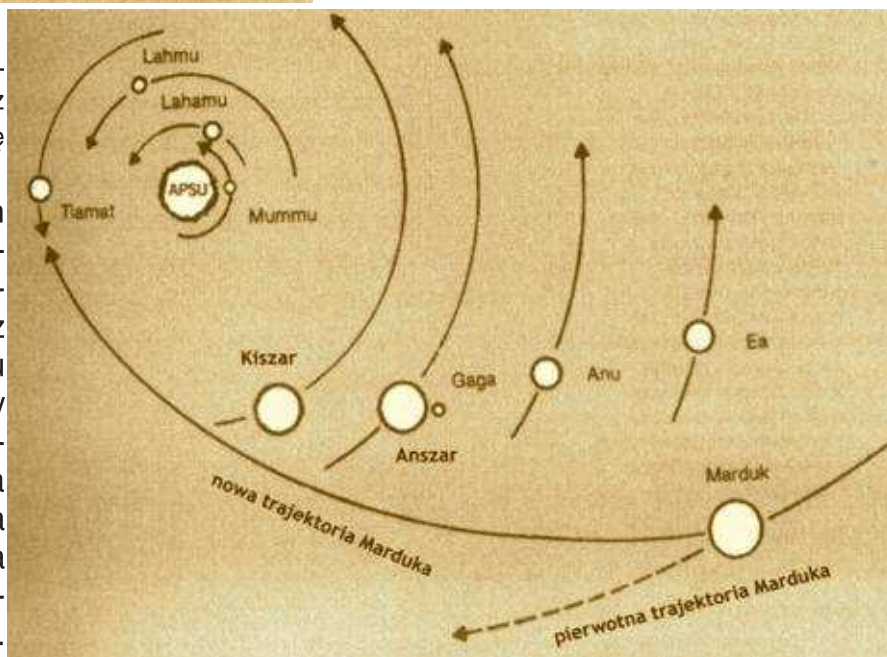 Lahmu
Lahamu
APSU
Tiamat
Mummu
Kiszar
Gaga
Anu
Ea
Anszar
Marduk
nowa trajektoria Marduka
pierwotna trajektoria Marduka